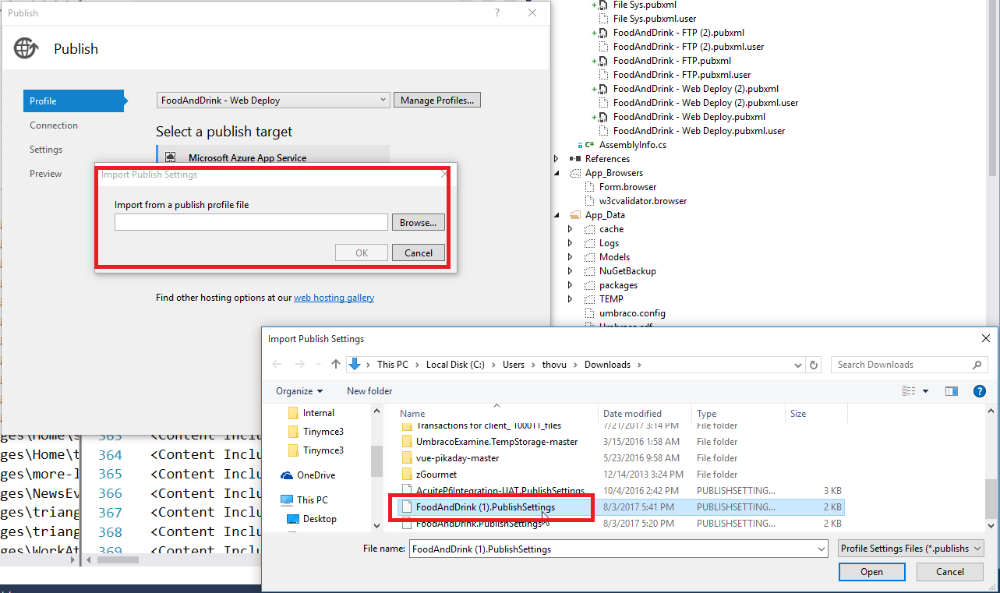 Publish
?
Publish
Profile
Connection
Settings
Preview
FoodAndDrink - Web Deploy
Manage Profiles...
Select a publish target
Microsoft Azure App Service
Import Publish Settings
Import from a publish profile file
Browse...
OK
Cancel
Find other hosting options at our web hosting gallery
File Sys.pubxml
File Sys.pubxml.user
FoodAndDrink - FTP (2).pubxml
FoodAndDrink - FTP (2).pubxml.user
FoodAndDrink - FTP.pubxml
FoodAndDrink - FTP.pubxml.user
FoodAndDrink - Web Deploy (2).pubxml
FoodAndDrink - Web Deploy (2).pubxml.user
FoodAndDrink - Web Deploy.pubxml
FoodAndDrink - Web Deploy.pubxml.user
C# AssemblyInfo.cs
References
App_Browsers
Form.browser
w3cvalidator.browser
App_Data
cache
Logs
Models
NuGetBackup
packages
TEMP
umbraco.config
ges\Home\t
ges\more-l
ges\NewsEv
ges\triang
ges\triang
ges\WorkAt
363 <Content Inclu
364 <Content Inclu
365 <Content Inclu
366 <Content Inclu
367 <Content Inclu
368 <Content Inclu
369 <Content Inclu
Import Publish Settings
This PC > Local Disk (C:) > Users > thovu > Downloads >
Search Downloads
Organize
New folder
?
Internal
Tinymce3
Tinymce3
OneDrive
This PC
Desktop
Name Date modified Type Size
Transactions for client_ 100011_files 7/21/2017 3:14 PM File folder
UmbracoExamine.TempStorage-master 3/15/2016 1:58 AM File folder
vue-pikaday-master 5/23/2016 9:58 AM File folder
zGourmet 12/14/2013 3:24 PM File folder
AcuiteP6Integration-UAT.PublishSettings 10/4/2016 2:42 PM PUBLISHSETTING... 3 KB
FoodAndDrink (1).PublishSettings 8/3/2017 5:41 PM PUBLISHSETTING... 2 KB
FoodAndDrink.PublishSettings 8/3/2017 5:20 PM PUBLISHSETTING... 2 KB
File name: FoodAndDrink (1).PublishSettings
Profile Settings Files (*.publishs
Open
Cancel